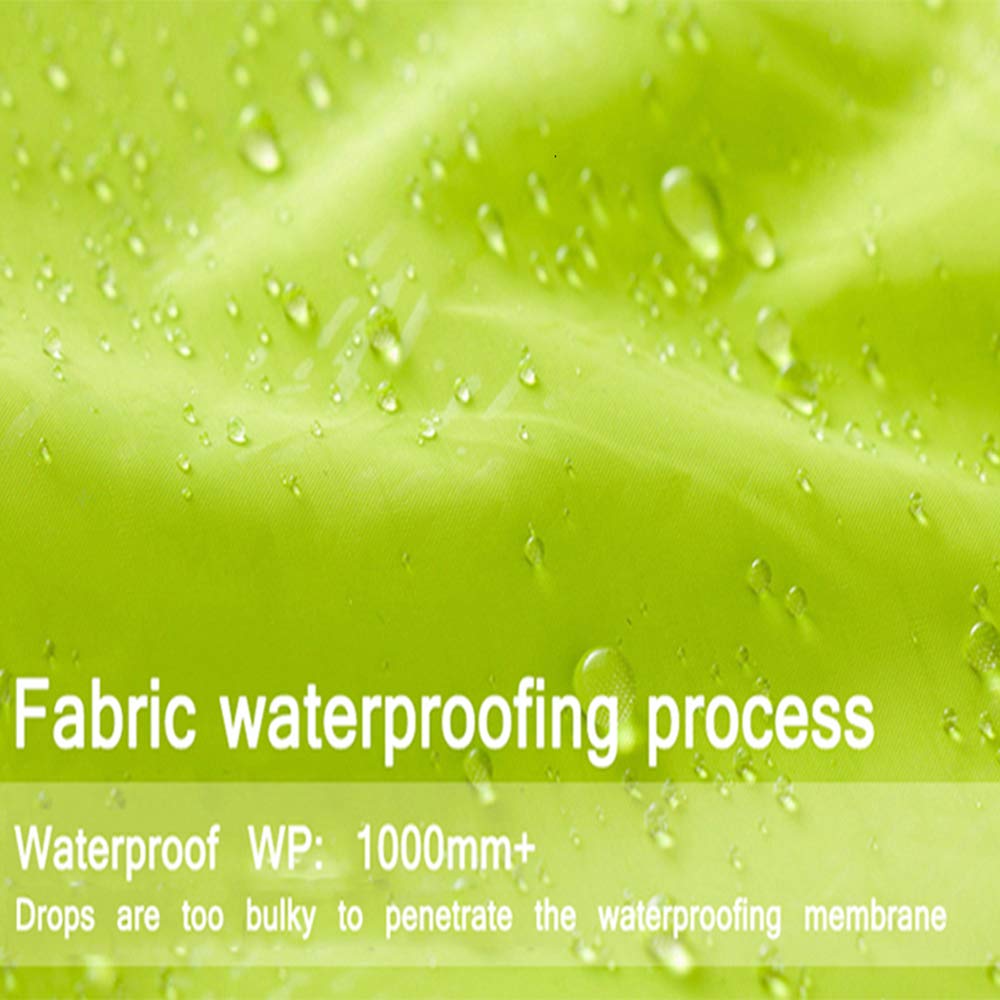 Fabric waterproofing process
Waterproof WP: 1000mm+
Drops are too bulky to penetrate the waterproofing membrane